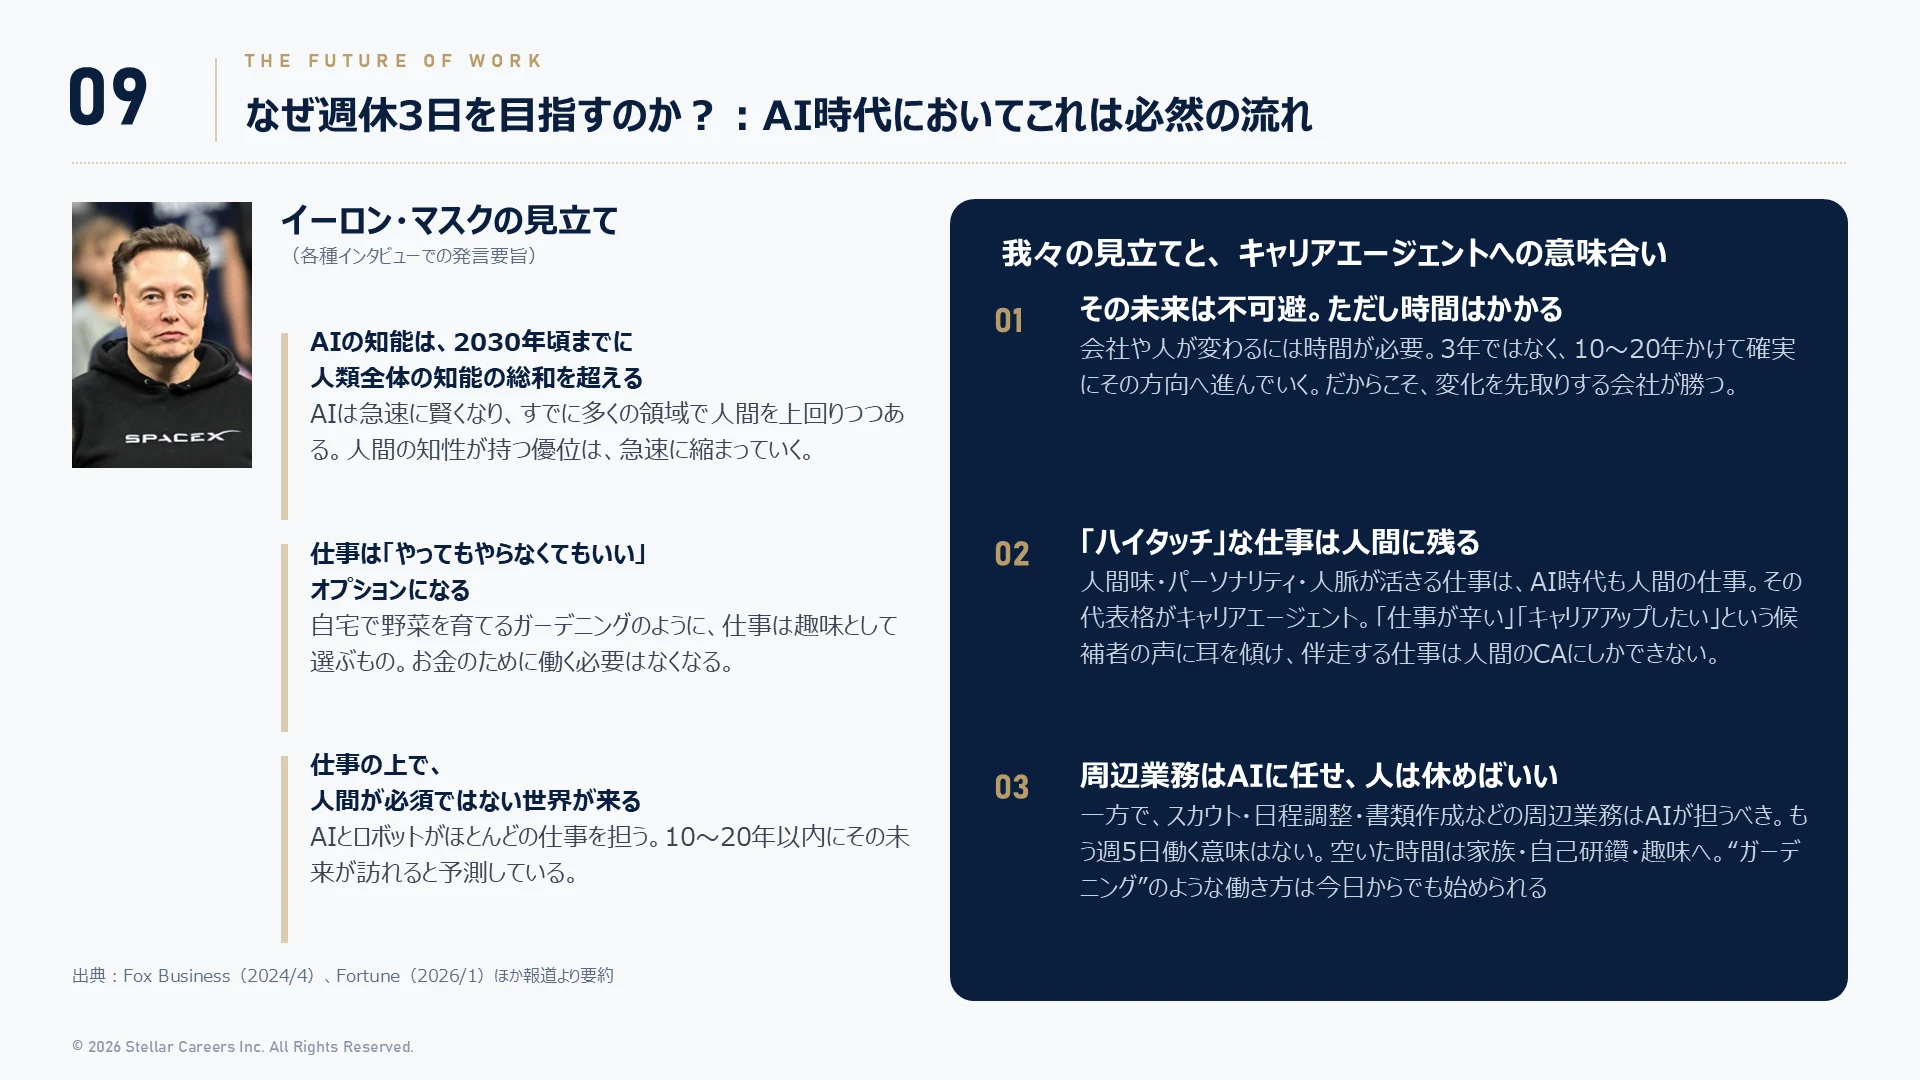 09
THE FUTURE OF WORK
なぜ週休3日を目指すのか？：AI時代においてこれは必然の流れ
SPACEX
イーロン・マスクの見立て
（各種インタビューでの発言要旨）
AIの知能は、2030年頃までに
人類全体の知能の総和を超える
AIは急速に賢くなり、すでに多くの領域で人間を上回りつつあ
る。人間の知性が持つ優位は、急速に縮まっていく。
仕事は「やってもやらなくてもいい」
オプションになる
自宅で野菜を育てるガーデニングのように、仕事は趣味として
選ぶもの。お金のために働く必要はなくなる。
仕事の上で、
人間が必須ではない世界が来る
AIとロボットがほとんどの仕事を担う。10～20年以内にその未
来が訪れると予測している。
出典：Fox Business（2024/4）、Fortune（2026/1）ほか報道より要約
我々の見立てと、キャリアエージェントへの意味合い
01
その未来は不可避。ただし時間はかかる
会社や人が変わるには時間が必要。3年ではなく、10～20年かけて確実
にその方向へ進んでいく。だからこそ、変化を先取りする会社が勝つ。
02
「ハイタッチ」な仕事は人間に残る
人間味・パーソナリティ・人脈が活きる仕事は、AI時代も人間の仕事。その
代表格がキャリアエージェント。「仕事が辛い」「キャリアアップしたい」という候
補者の声に耳を傾け、伴走する仕事は人間のCAにしかできない。
03
周辺業務はAIに任せ、人は休めばいい
一方で、スカウト・日程調整・書類作成などの周辺業務はAIが担うべき。も
う週5日働く意味はない。空いた時間は家族・自己研鑽・趣味へ。“ガーデ
ニング”のような働き方は今日からでも始められる
© 2026 Stellar Careers Inc. All Rights Reserved.